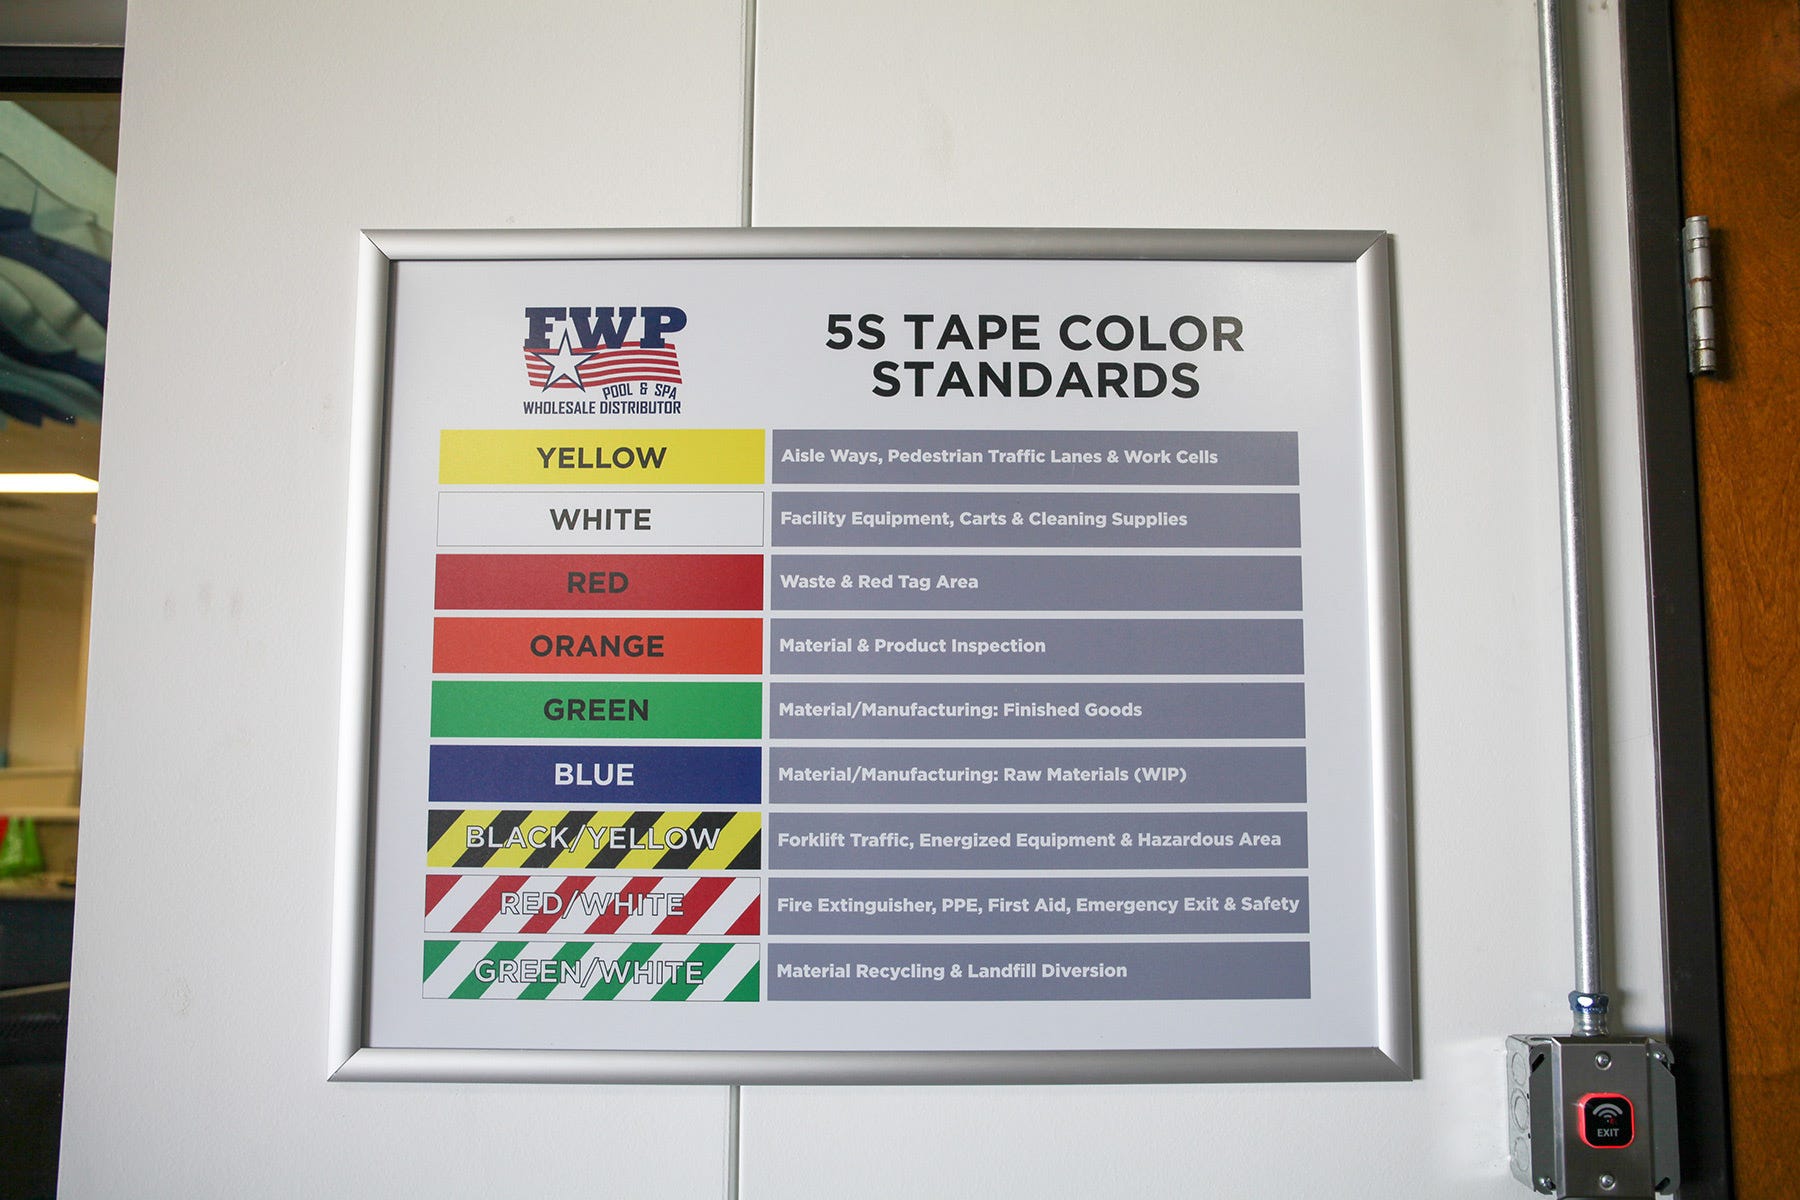 FWP
POOL & SPA
WHOLESALE DISTRIBUTOR
5S TAPE COLOR
STANDARDS
YELLOW
Aisle Ways, Pedestrian Traffic Lanes & Work Cells
WHITE
Facility Equipment, Carts & Cleaning Supplies
RED
Waste & Red Tag Area
ORANGE
Material & Product Inspection
GREEN
Material/Manufacturing: Finished Goods
BLUE
Material/Manufacturing: Raw Materials (WIP)
BLACK/YELLOW
Forklift Traffic, Energized Equipment & Hazardous Area
RED/WHITE
Fire Extinguisher, PPE, First Aid, Emergency Exit & Safety
GREEN/WHITE
Material Recycling & Landfill Diversion
EXIT